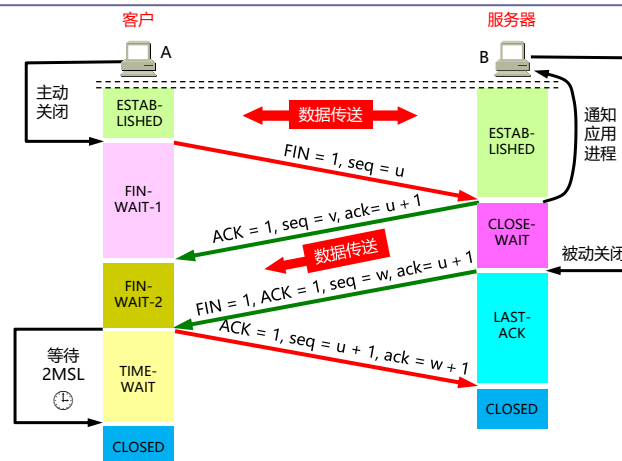 客户
服务器
A
B
主动
关闭
ESTAB-
LISHED
数据传送
ESTAB-
LISHED
通知
应用
进程
FIN = 1, seq = u
FIN-
WAIT-1
ACK = 1, seq = v, ack= u + 1
CLOSE-
WAIT
数据传送
被动关闭
FIN-
WAIT-2
FIN = 1, ACK = 1, seq = w, ack= u + 1
LAST-
ACK
ACK = 1, seq = u + 1, ack = w + 1
等待
2MSL
TIME-
WAIT
CLOSED
CLOSED